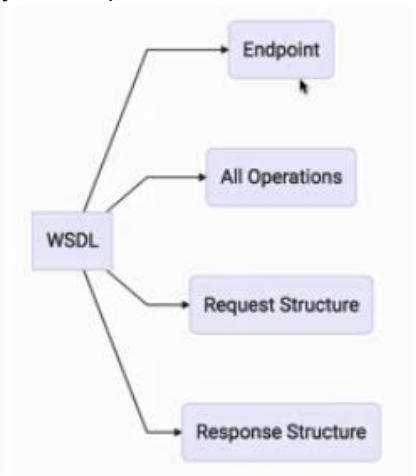 Endpoint
All Operations
WSDL
Request Structure
Response Structure